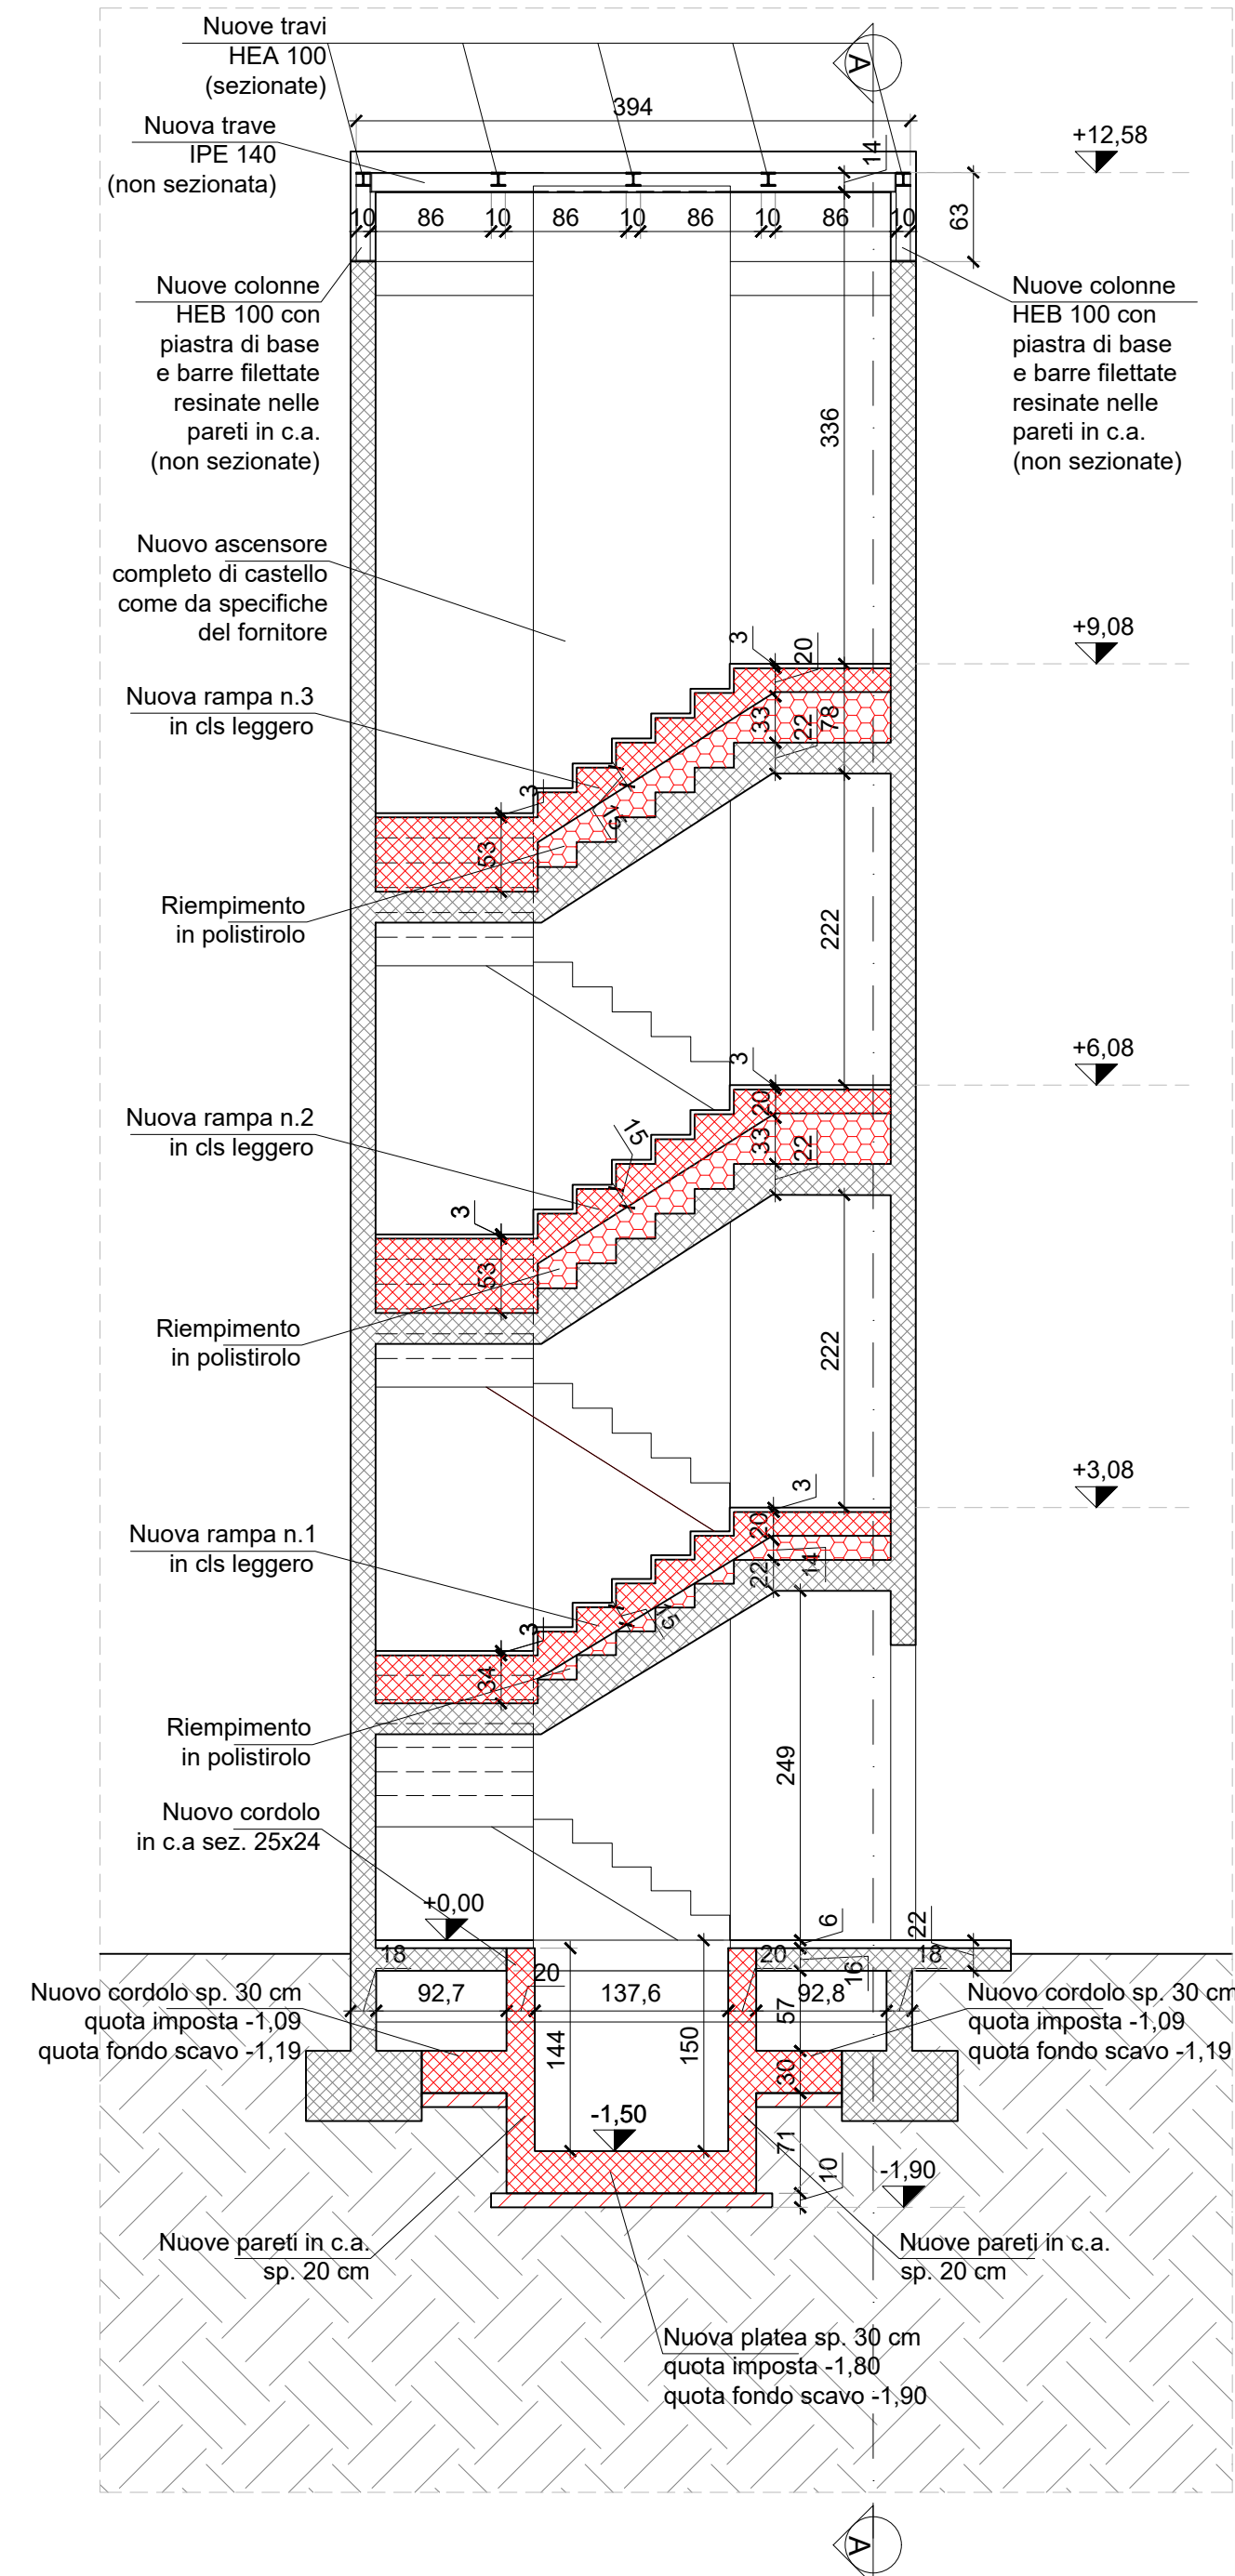 Nuove travi
HEA 100
(sezionate)
A
394
Nuova trave
IPE 140
(non sezionata)
14
+12,58
10
86
10
86
10
86
10
86
10
63
Nuove colonne
HEB 100 con
piastra di base
e barre filettate
resinate nelle
pareti in c.a.
(non sezionate)
Nuove colonne
HEB 100 con
piastra di base
e barre filettate
resinate nelle
pareti in c.a.
(non sezionate)
336
Nuovo ascensore
completo di castello
come da specifiche
del fornitore
+9,08
3
20
Nuova rampa n.3
in cls leggero
33
22
78
3
15
53
Riempimento
in polistirolo
222
+6,08
3
20
Nuova rampa n.2
in cls leggero
15
33
22
3
53
Riempimento
in polistirolo
222
+3,08
3
20
Nuova rampa n.1
in cls leggero
22
14
15
3
34
Riempimento
in polistirolo
249
Nuovo cordolo
in c.a sez. 25x24
+0,00
6
22
18
20
20
16
18
Nuovo cordolo sp. 30 cm
quota imposta -1,09
quota fondo scavo -1,19
92,7
137,6
92,8
Nuovo cordolo sp. 30 cm
quota imposta -1,09
quota fondo scavo -1,19
57
144
150
30
-1,50
71
10
-1,90
Nuove pareti in c.a.
sp. 20 cm
Nuove pareti in c.a.
sp. 20 cm
Nuova platea sp. 30 cm
quota imposta -1,80
quota fondo scavo -1,90
A